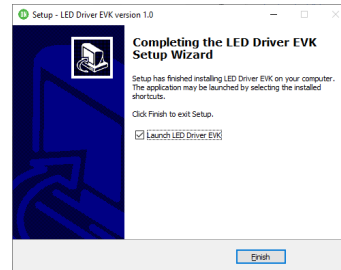 Setup - LED Driver EVK version 1.0
Completing the LED Driver EVK
Setup Wizard
Setup has finished installing LED Driver EVK on your computer.
The application may be launched by selecting the installed
shortcuts.
Click Finish to exit Setup.
Launch LED Driver EVK
Finish